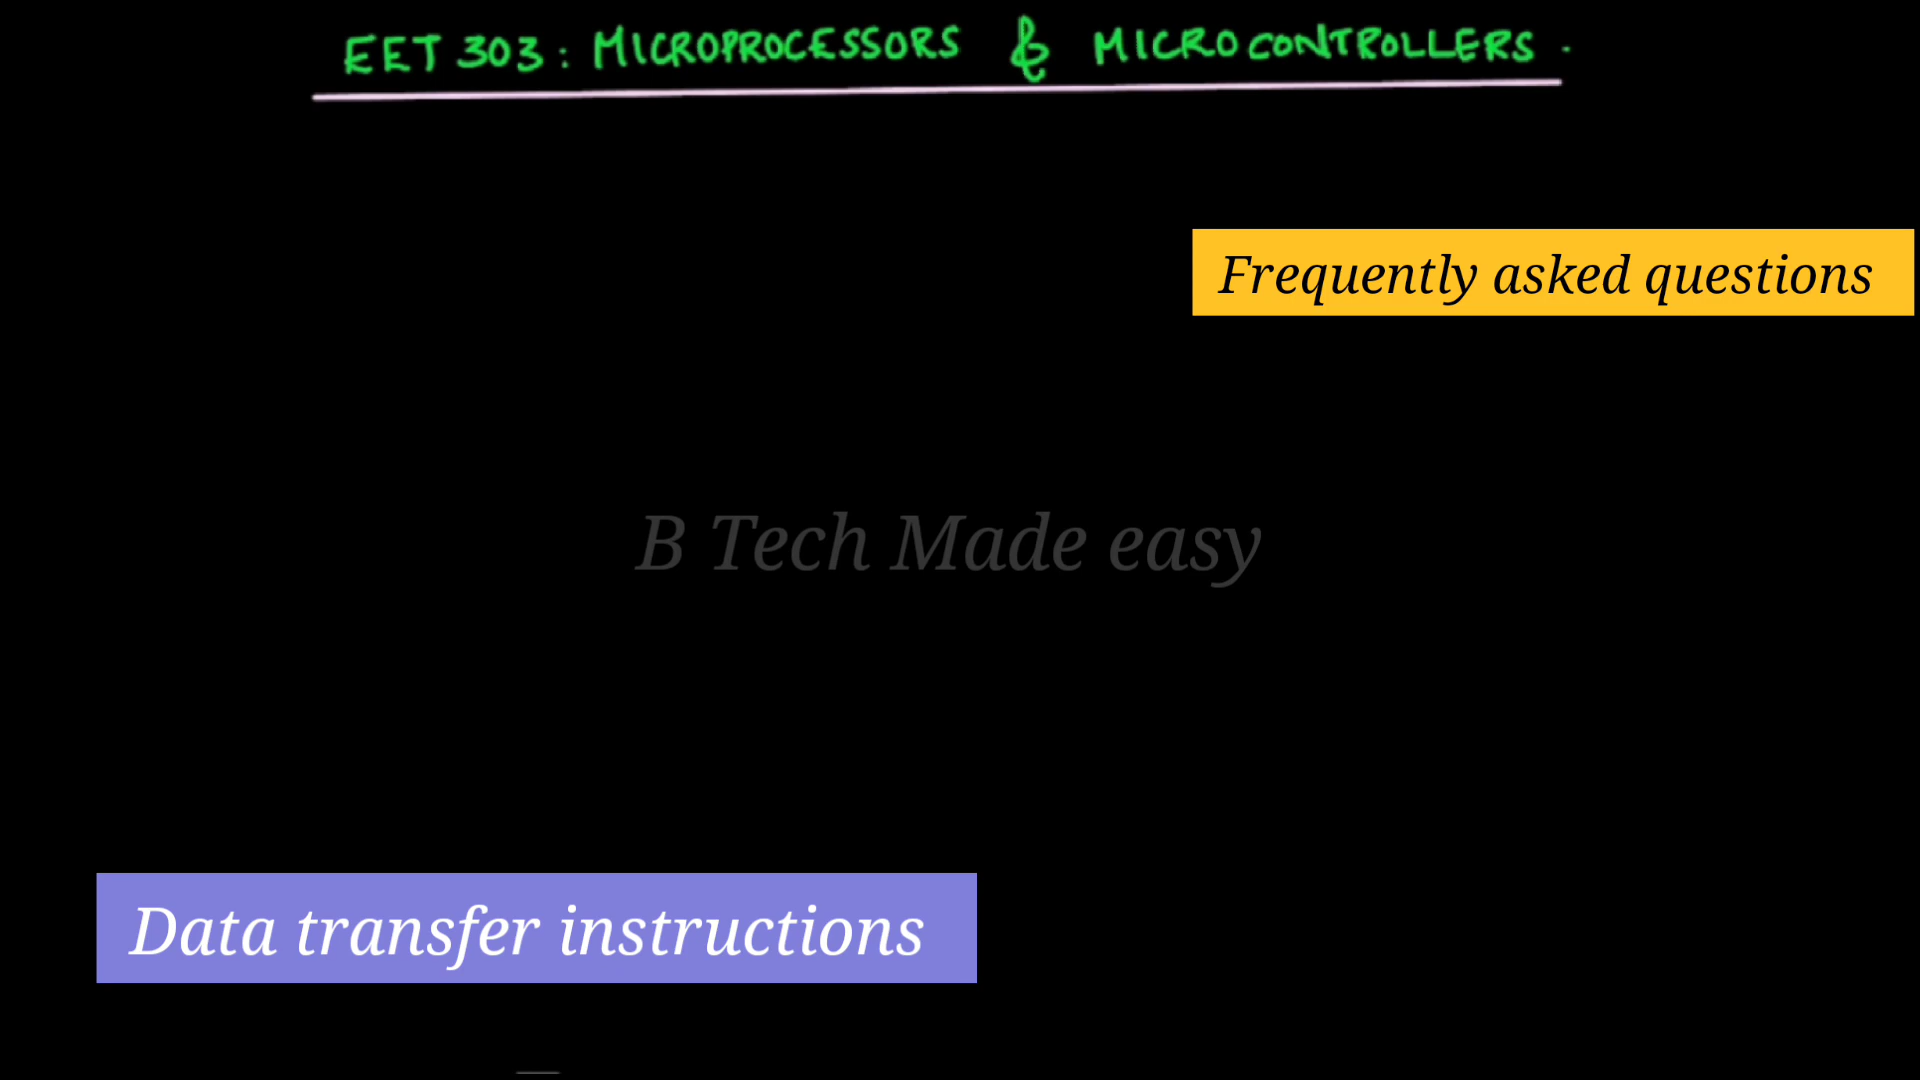 EET 303: MICROPROCESSORS & MICROCONTROLLERS.
Frequently asked questions
B Tech Made easy
Data transfer instructions